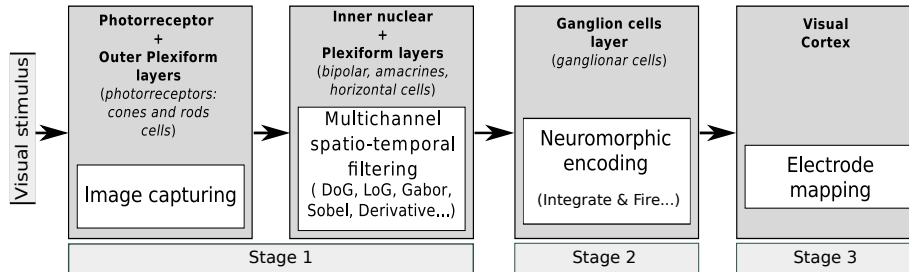 Visual stimulus
Photorreceptor
+
Outer Plexiform
layers
(photorreceptors:
cones and rods
cells)
Image capturing
Inner nuclear
+
Plexiform layers
(bipolar, amacrines,
horizontal cells)
Multichannel
spatio-temporal
filtering
( DoG, LoG, Gabor,
Sobel, Derivative...)
Ganglion cells
layer
(ganglionar cells)
Neuromorphic
encoding
(Integrate & Fire...)
Visual
Cortex
Electrode
mapping
Stage 1
Stage 2
Stage 3